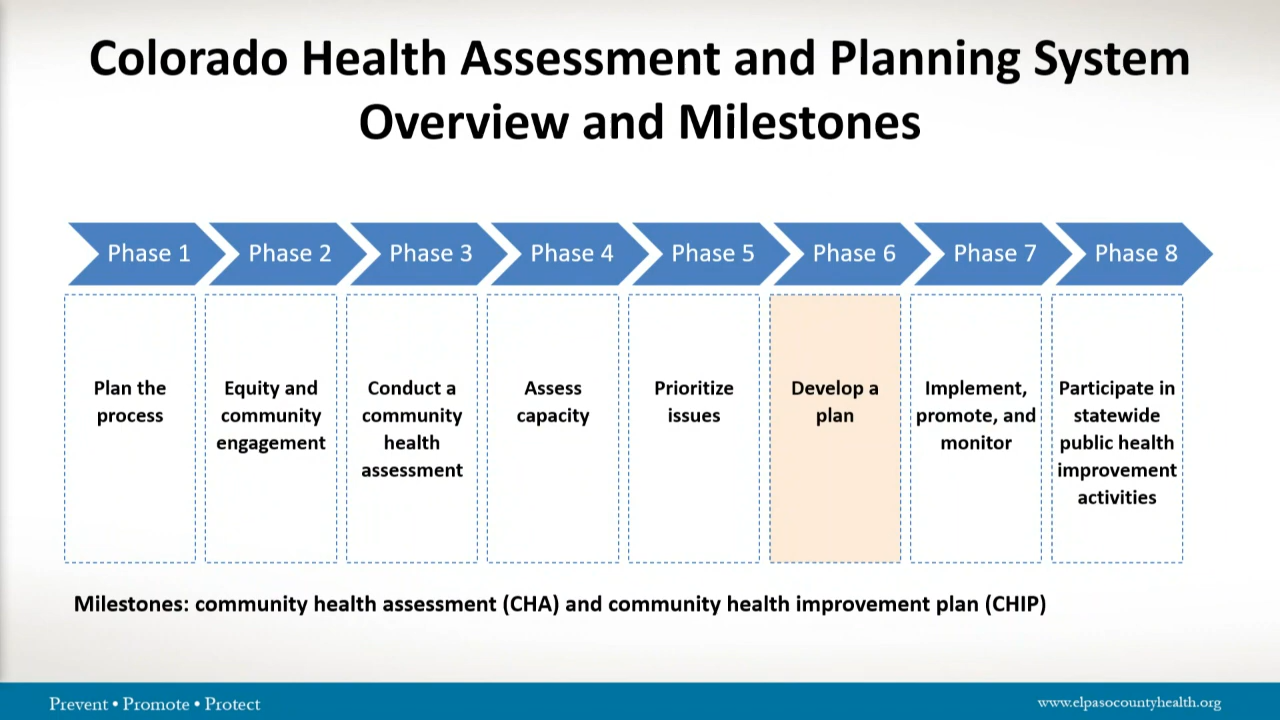 Colorado Health Assessment and Planning System
Overview and Milestones
Phase 1
Phase 2
Phase 3
Phase 4
Phase 5
Phase 6
Phase 7
Phase 8
Plan the
process
Equity and
community
engagement
Conduct a
community
health
assessment
Assess
capacity
Prioritize
issues
Develop a
plan
Implement,
promote, and
monitor
Participate in
statewide
public health
improvement
activities
Milestones: community health assessment (CHA) and community health improvement plan (CHIP)
Prevent • Promote • Protect
www.elpasocountyhealth.org